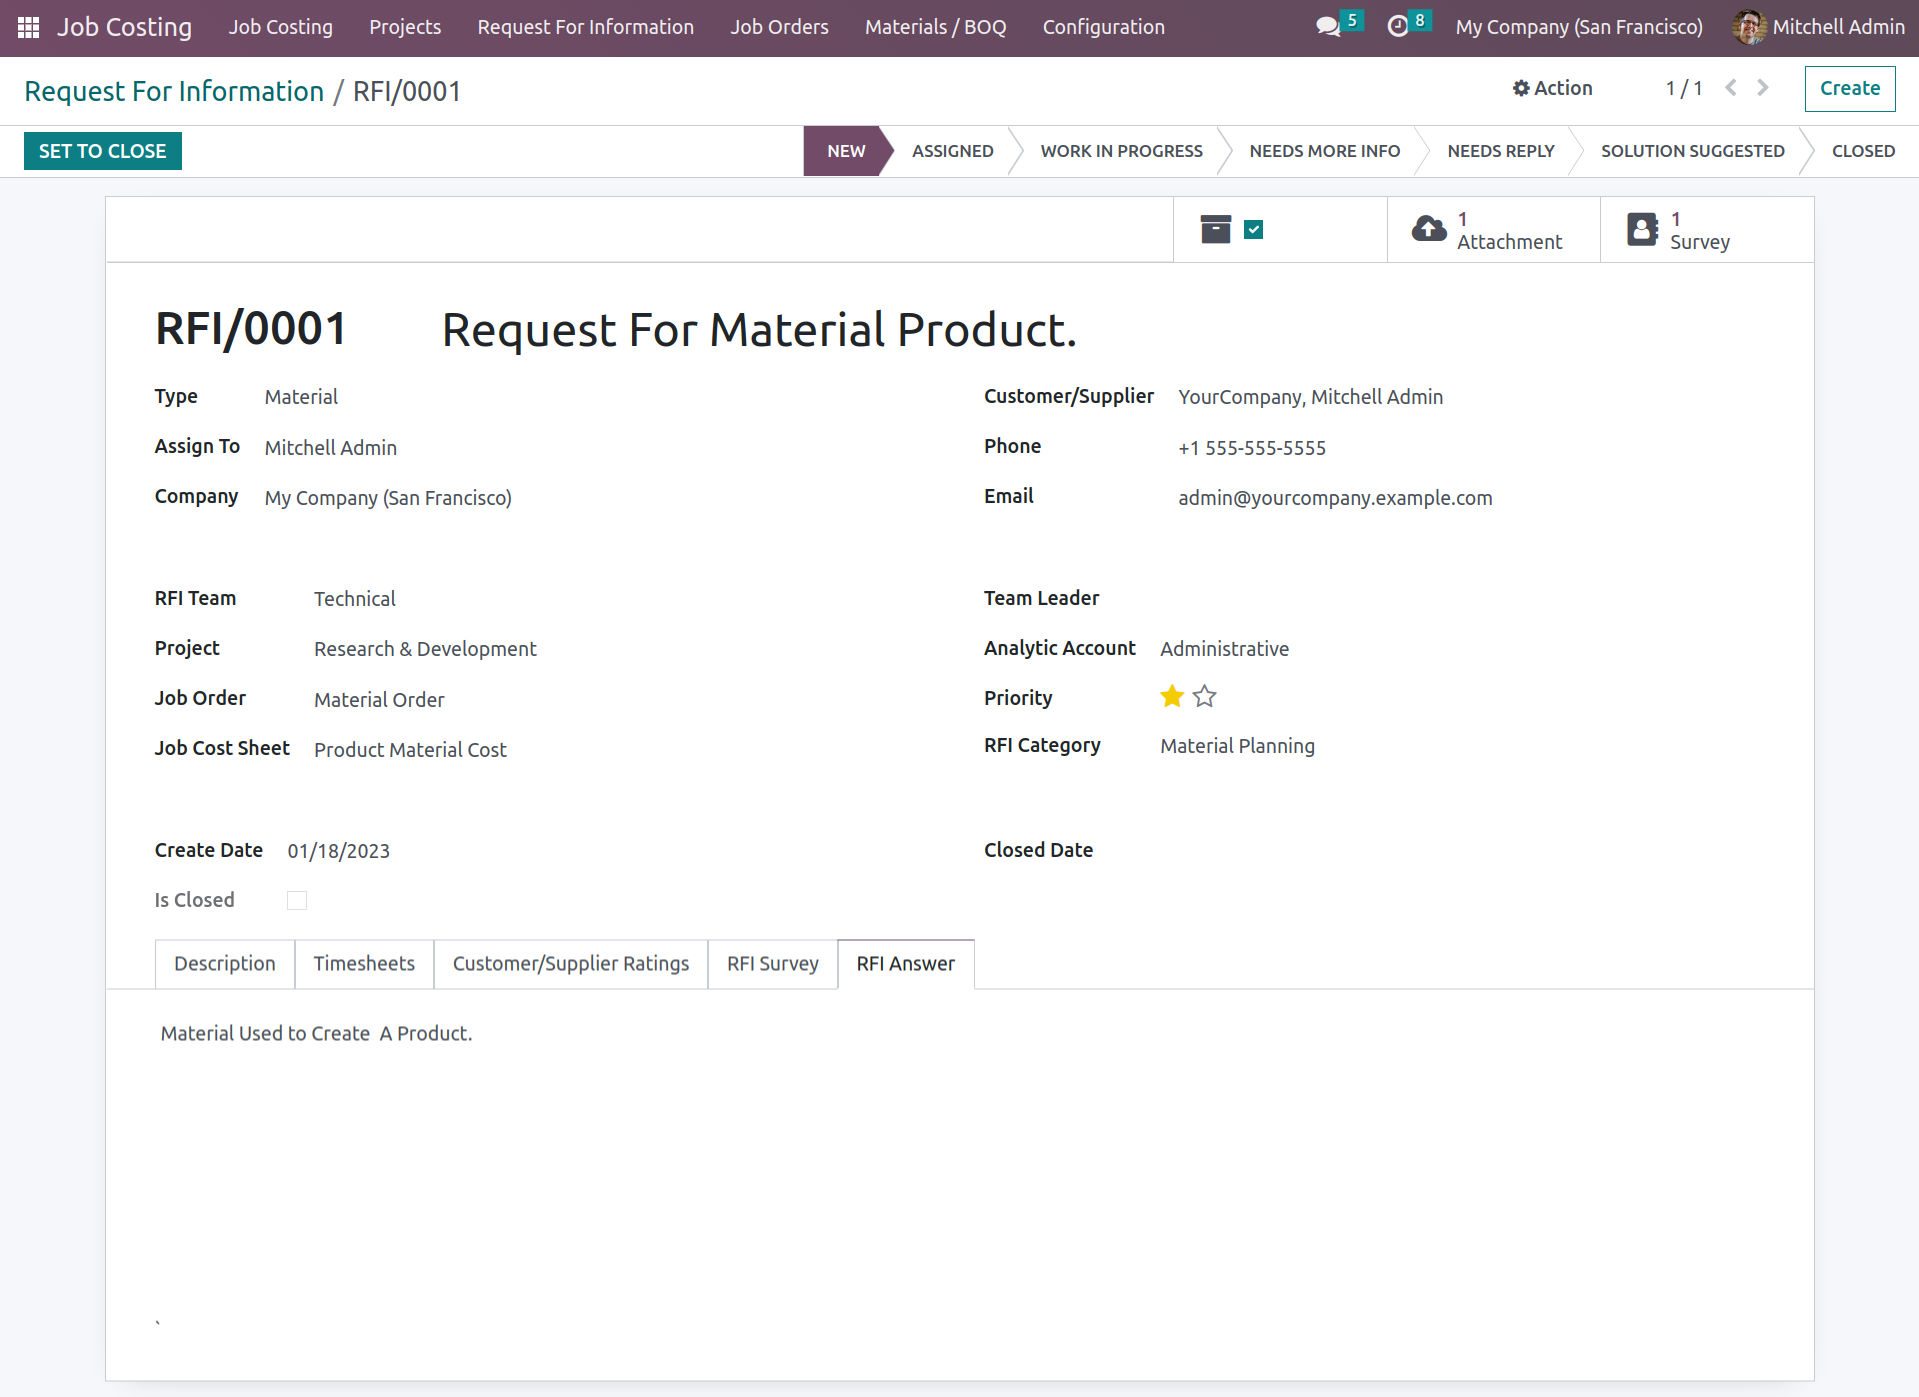 Job Costing Job Costing Projects Request For Information Job Orders Materials / BOQ Configuration 5 8 My Company (San Francisco) Mitchell Admin
Request For Information / RFI/0001 Action 1 / 1 Create
SET TO CLOSE NEW ASSIGNED WORK IN PROGRESS NEEDS MORE INFO NEEDS REPLY SOLUTION SUGGESTED CLOSED
1 Attachment
1 Survey
RFI/0001 Request For Material Product.
Type Material
Assign To Mitchell Admin
Company My Company (San Francisco)
Customer/Supplier YourCompany, Mitchell Admin
Phone +1 555-555-5555
Email admin@yourcompany.example.com
RFI Team Technical
Project Research & Development
Job Order Material Order
Job Cost Sheet Product Material Cost
Team Leader
Analytic Account Administrative
Priority
RFI Category Material Planning
Create Date 01/18/2023
Is Closed
Closed Date
Description Timesheets Customer/Supplier Ratings RFI Survey RFI Answer
Material Used to Create  A Product.
`